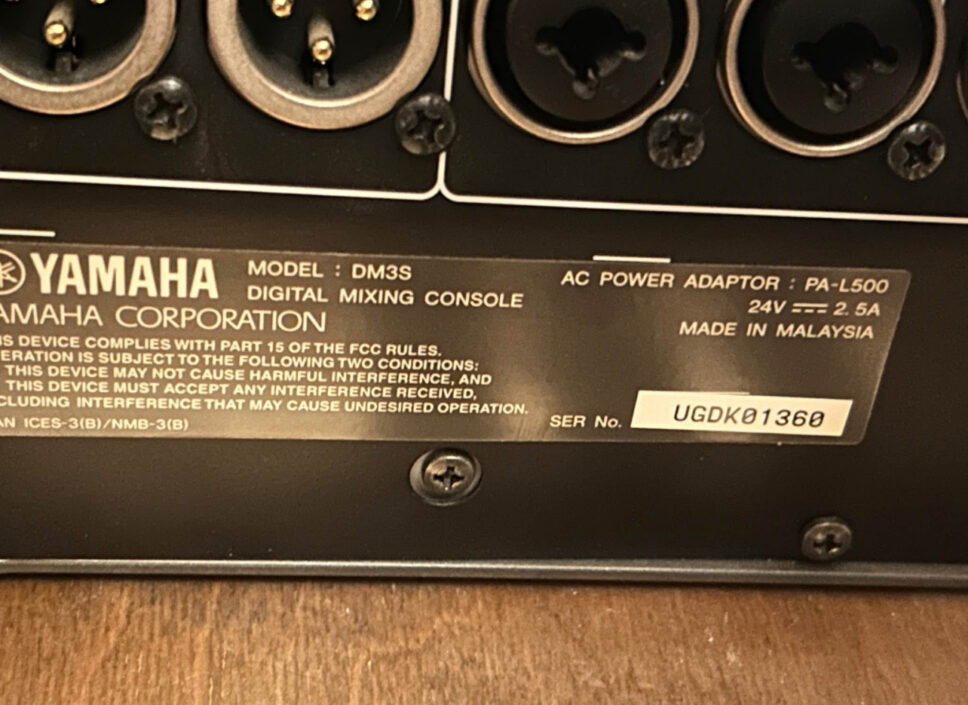 YAMAHA
MODEL : DM3S
DIGITAL MIXING CONSOLE
AMAHA CORPORATION
IS DEVICE COMPLIES WITH PART 15 OF THE FCC RULES.
ERATION IS SUBJECT TO THE FOLLOWING TWO CONDITIONS:
THIS DEVICE MAY NOT CAUSE HARMFUL INTERFERENCE, AND
THIS DEVICE MUST ACCEPT ANY INTERFERENCE RECEIVED,
CLUDING INTERFERENCE THAT MAY CAUSE UNDESIRED OPERATION.
AN ICES-3(B)/NMB-3(B)
AC POWER ADAPTOR : PA-L500
24V ⎓ 2.5A
MADE IN MALAYSIA
SER No. UGDK01360